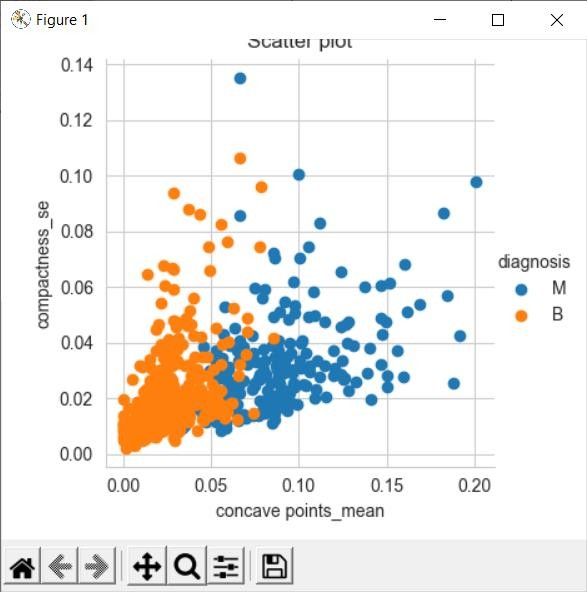 Figure 1
Scatter plot
0.14
0.12
0.10
0.08
0.06
0.04
0.02
0.00
compactness_se
0.00 0.05 0.10 0.15 0.20
concave points_mean
diagnosis
M
B